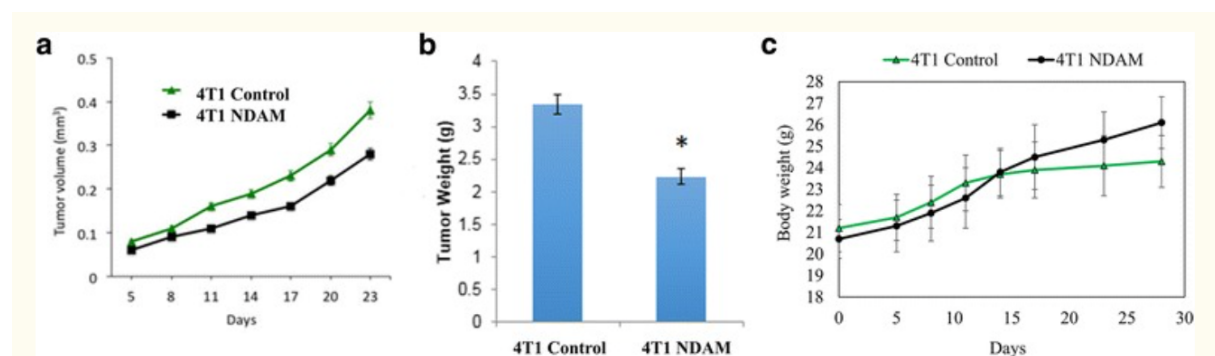 a
0.5
0.4
0.3
0.2
0.1
0
Tumor volume (mm³)
4T1 Control
4T1 NDAM
5 8 11 14 17 20 23
Days
b
4
3.5
3
2.5
2
1.5
1
0.5
0
Tumor Weight (g)
*
4T1 Control 4T1 NDAM
c
4T1 Control 4T1 NDAM
28
27
26
25
24
23
22
21
20
19
18
Body weight (g)
0 5 10 15 20 25 30
Days